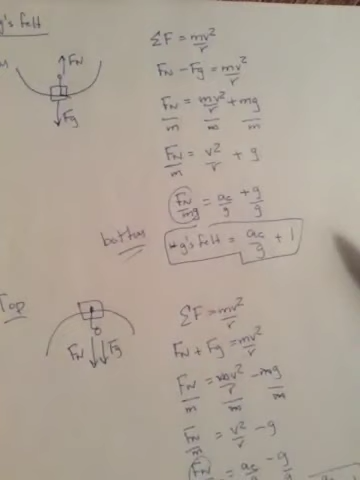 g's felt
ΣF = mv²/r
FN
FN - Fg = mv²/r
Fg
FN/m = mv²/r/m + mg/m
FN/m = v²/r + g
FN/mg = ac/g + g/g
bottom
#g's felt = ac/g + 1
Top
ΣF = mv²/r
FN Fg
FN + Fg = mv²/r
FN/m = mv²/r/m - mg/m
FN/m = v²/r - g
FN = ac/g - g/g